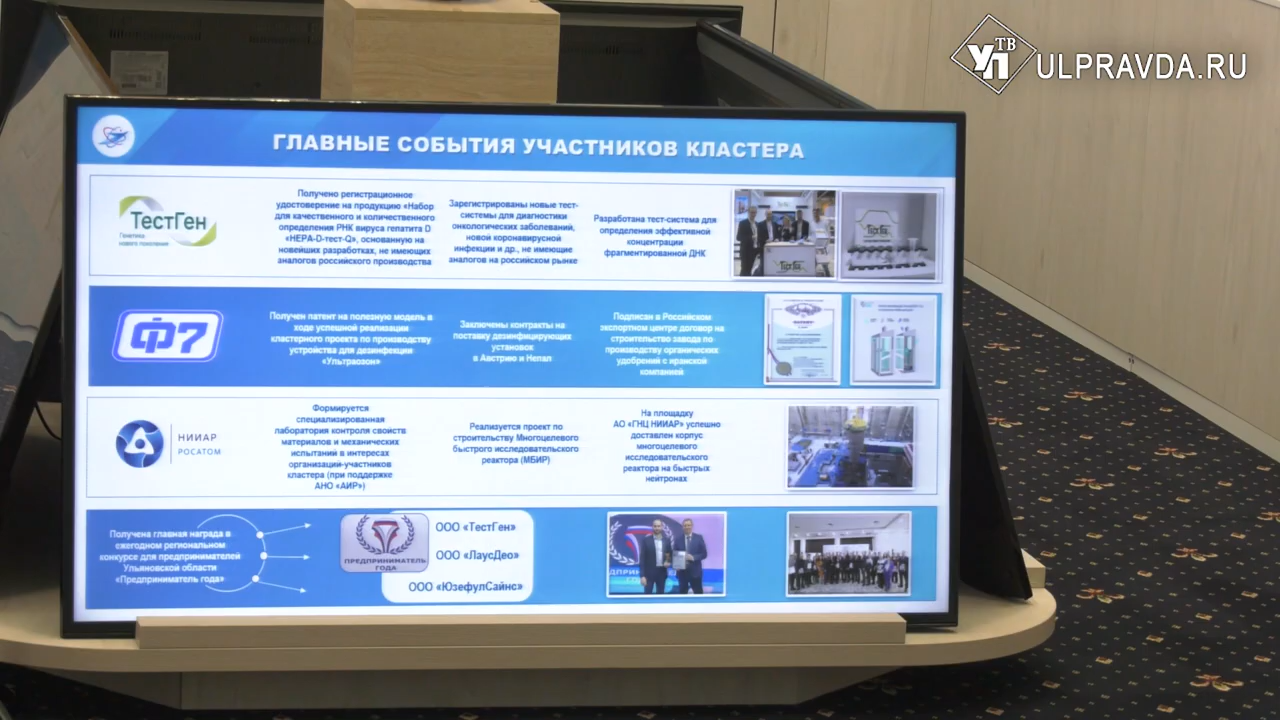 УП ТВ ULPRAVDA.RU
ГЛАВНЫЕ СОБЫТИЯ УЧАСТНИКОВ КЛАСТЕРА
ТестГен
Генетика
нового поколения
Получено регистрационное
удостоверение на продукцию «Набор
для качественного и количественного
определения РНК вируса гепатита D
«HEPA-D-тест-Q», основанную на
новейших разработках, не имеющих
аналогов российского производства
Зарегистрированы новые тест-
системы для диагностики
онкологических заболеваний,
новой коронавирусной
инфекции и др., не имеющие
аналогов на российском рынке
Разработана тест-система для
определения эффективной
концентрации
фрагментированной ДНК
ТестГен
Ф7
Получен патент на полезную модель в
ходе успешной реализации
кластерного проекта по производству
устройства для дезинфекции
«Ультраозон»
Заключены контракты на
поставку дезинфицирующих
установок
в Австрию и Непал
Подписан в Российском
экспортном центре договор на
строительство завода по
производству органических
удобрений с иранской
компанией
НИИАР
РОСАТОМ
Формируется
специализированная
лаборатория контроля свойств
материалов и механических
испытаний в интересах
организаций-участников
кластера (при поддержке
АНО «АИР»)
Реализуется проект по
строительству Многоцелевого
быстрого исследовательского
реактора (МБИР)
На площадку
АО «ГНЦ НИИАР» успешно
доставлен корпус
многоцелевого
исследовательского
реактора на быстрых
нейтронах
Получена главная награда в
ежегодном региональном
конкурсе для предпринимателей
Ульяновской области
«Предприниматель года»
ПРЕДПРИНИМАТЕЛЬ
ГОДА
ООО «ТестГен»
ООО «ЛаусДео»
ООО «ЮзефулСайнс»